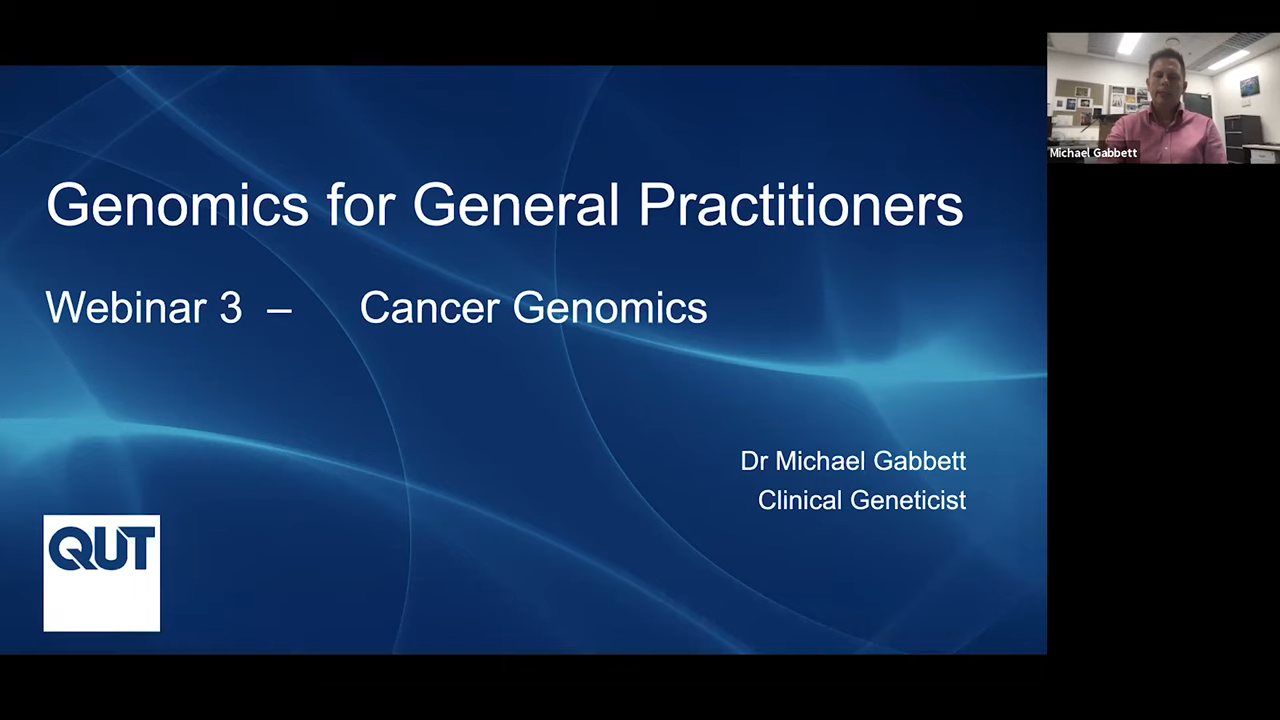 Genomics for General Practitioners
Webinar 3 – Cancer Genomics
Dr Michael Gabbett
Clinical Geneticist
QUT
Michael Gabbett